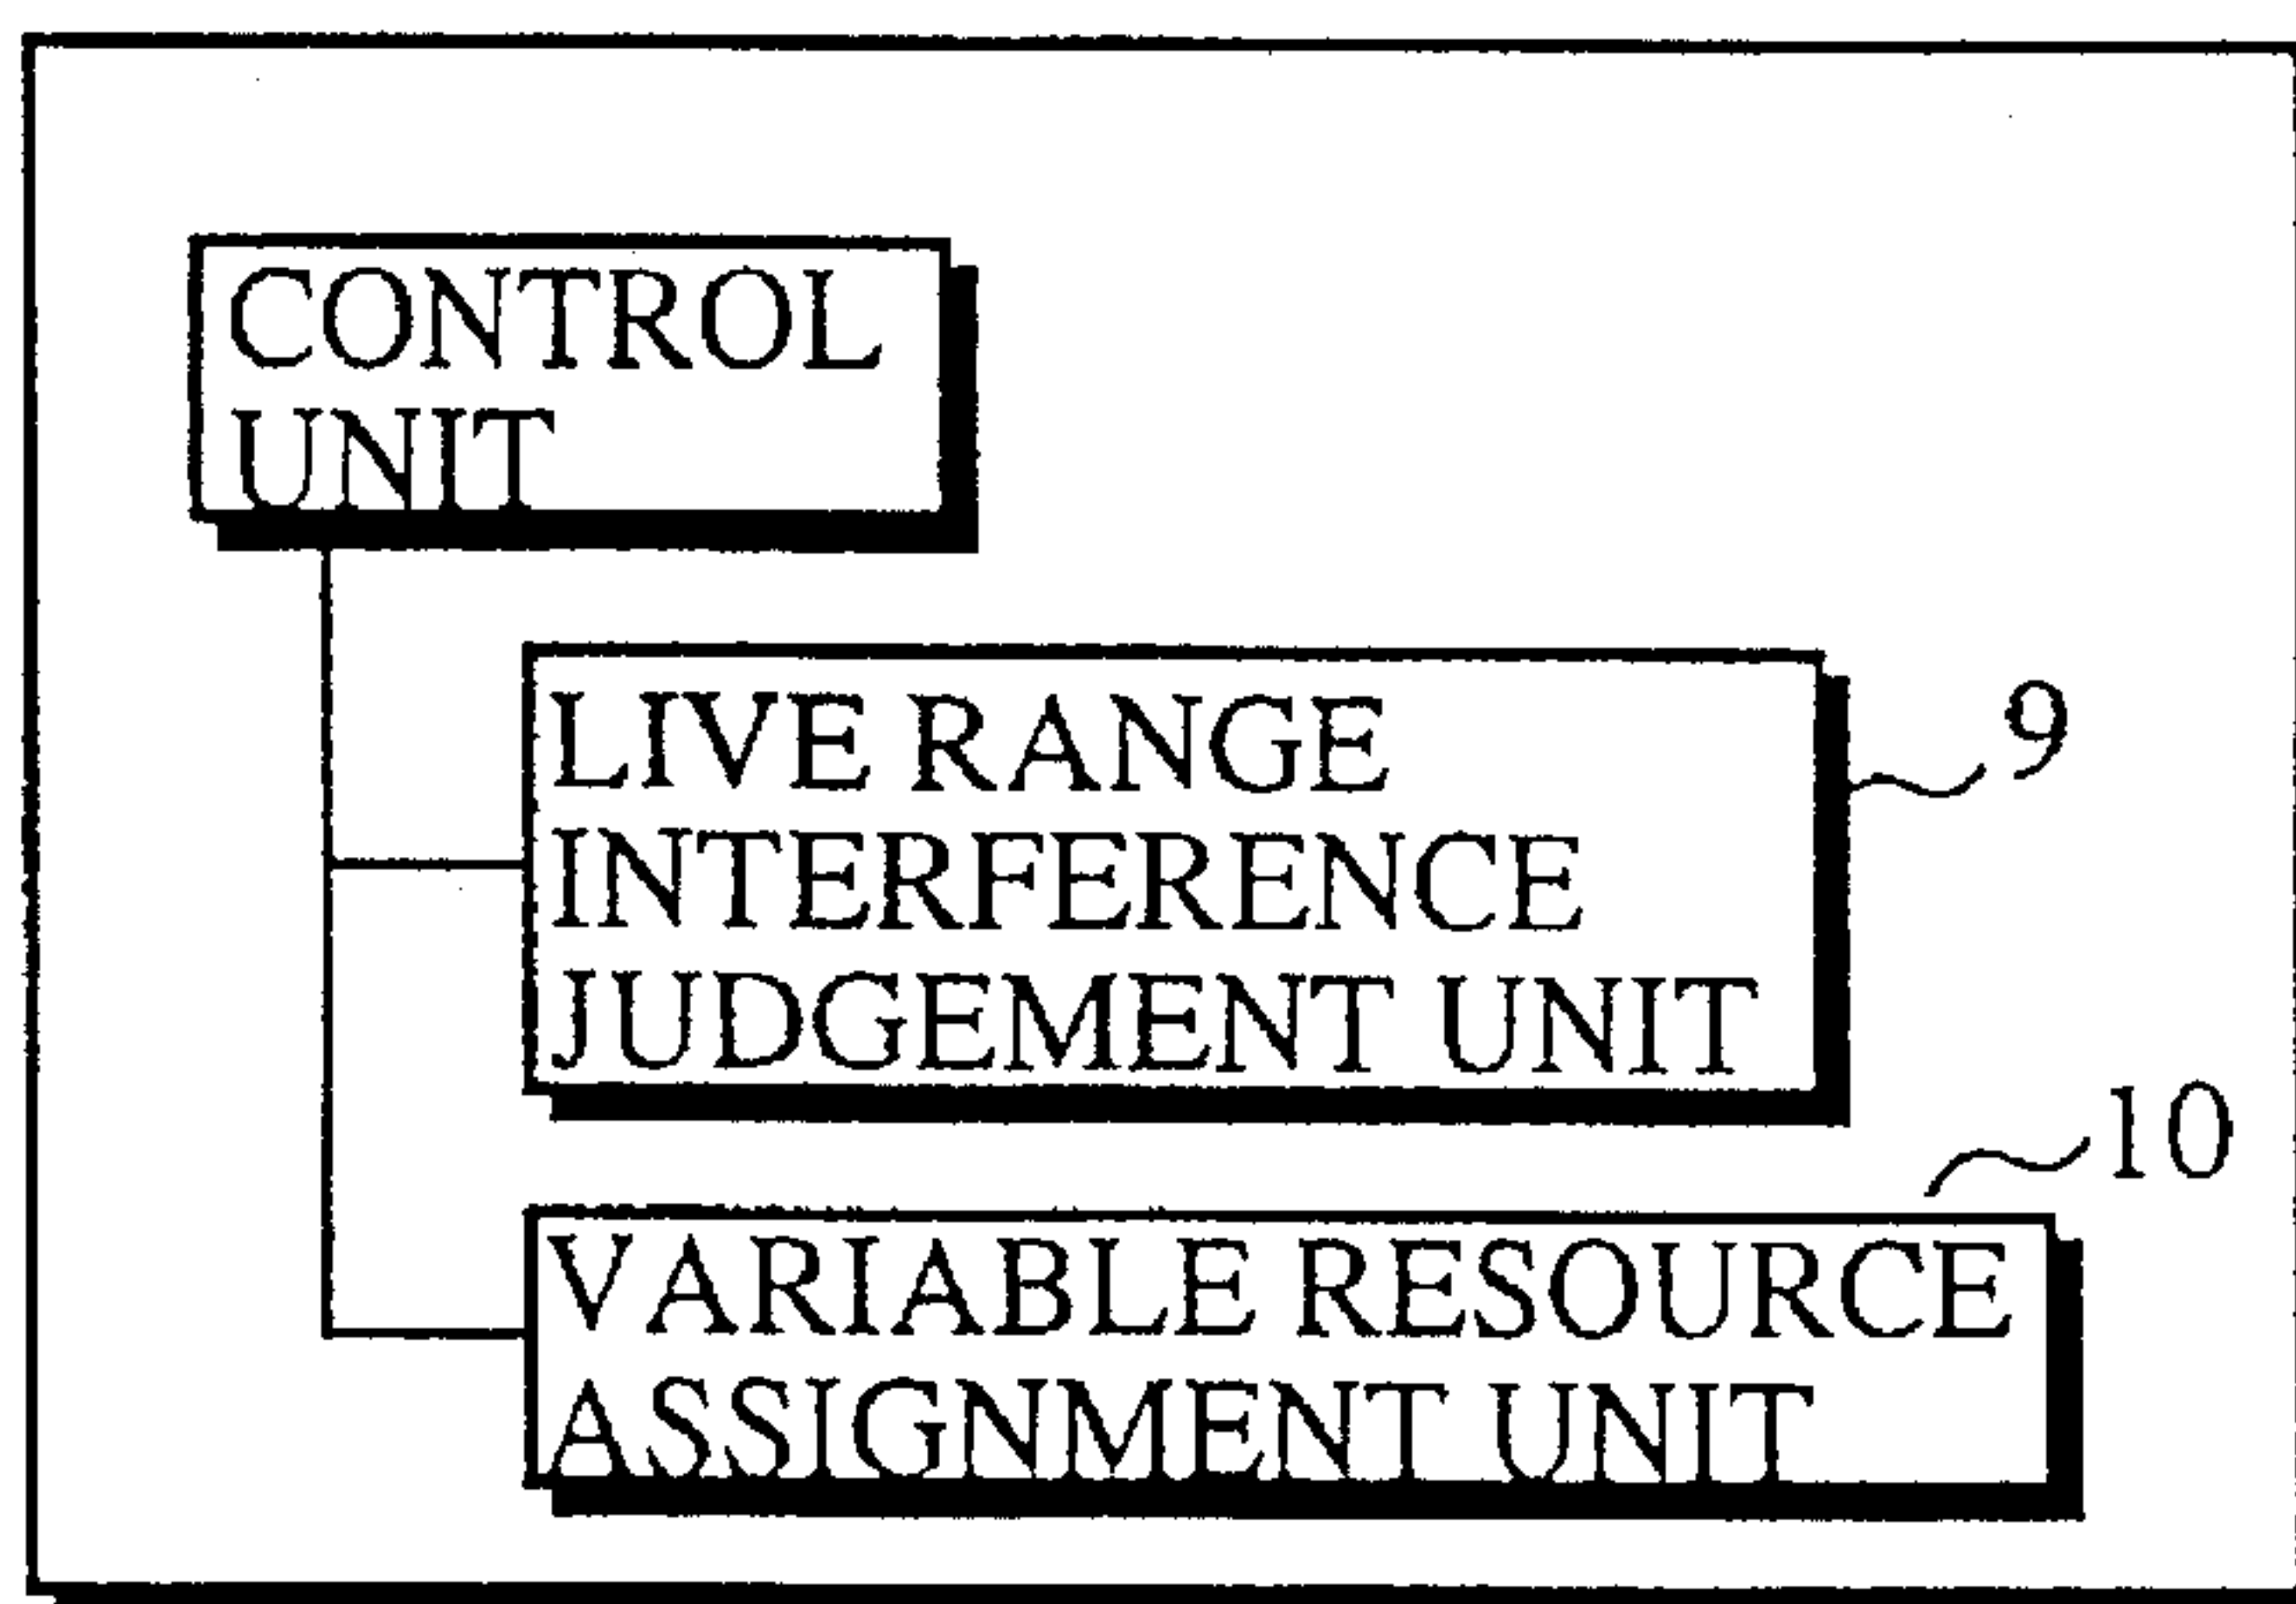 CONTROL
UNIT
LIVE RANGE
INTERFERENCE
JUDGEMENT UNIT
9
10
VARIABLE RESOURCE
ASSIGNMENT UNIT